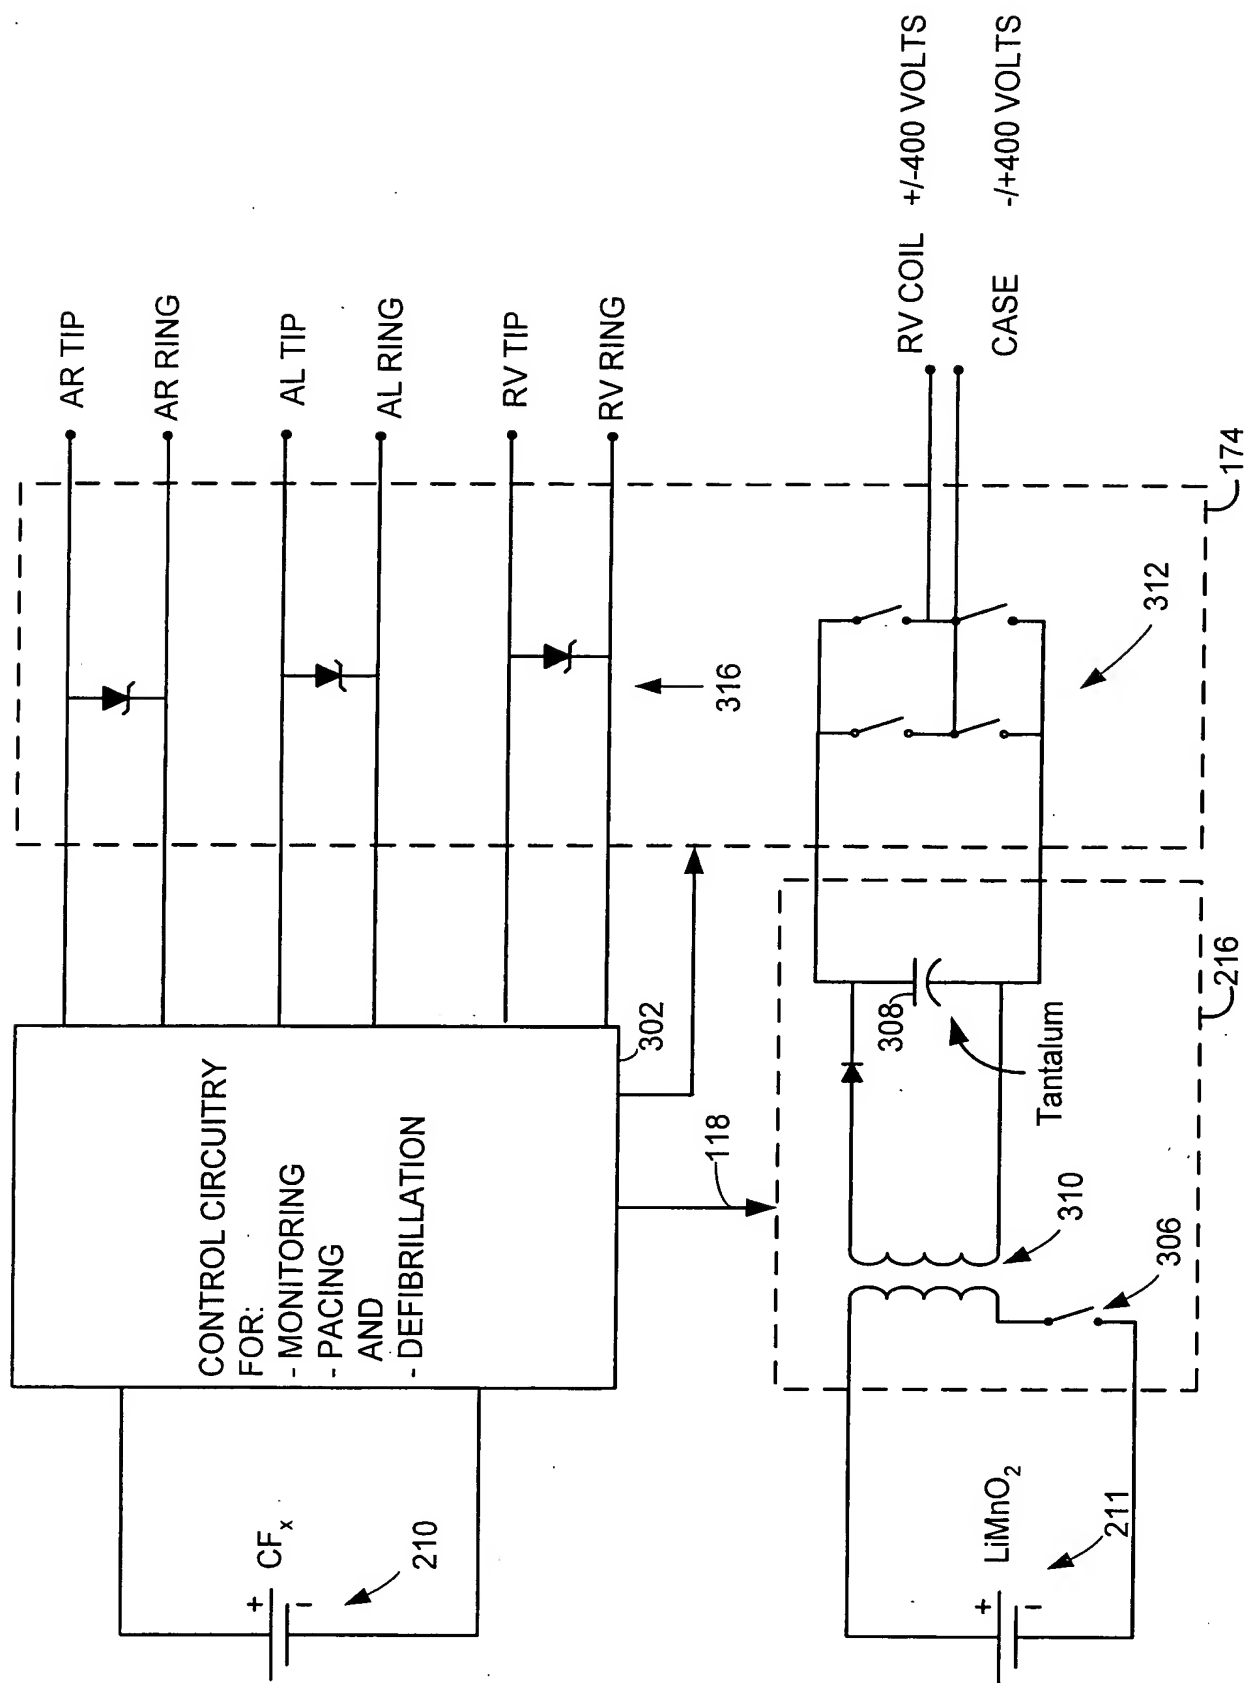 AR TIP
AR RING
AL TIP
AL RING
RV TIP
RV RING
RV COIL +/-400 VOLTS
CASE -/+400 VOLTS
174
316
312
CONTROL CIRCUITRY
FOR:
- MONITORING
- PACING
AND
- DEFIBRILLATION
302
118
308
Tantalum
216
310
306
+
CFₓ
-
210
+
LiMnO₂
-
211